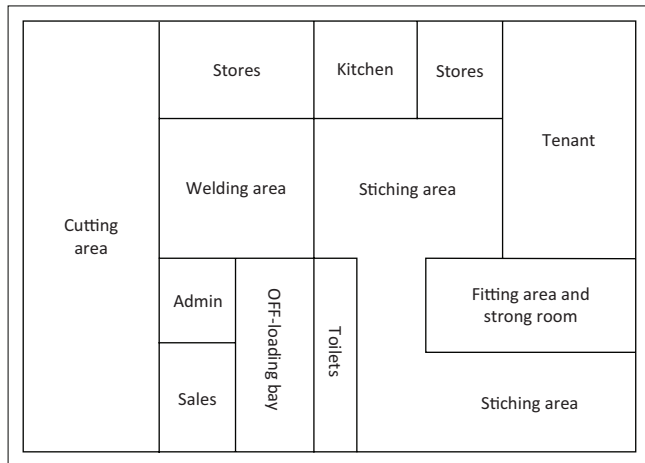 Stores
Kitchen
Stores
Tenant
Welding area
Stiching area
Cutting
area
Admin
OFF-loading bay
Toilets
Fitting area and
strong room
Sales
Stiching area